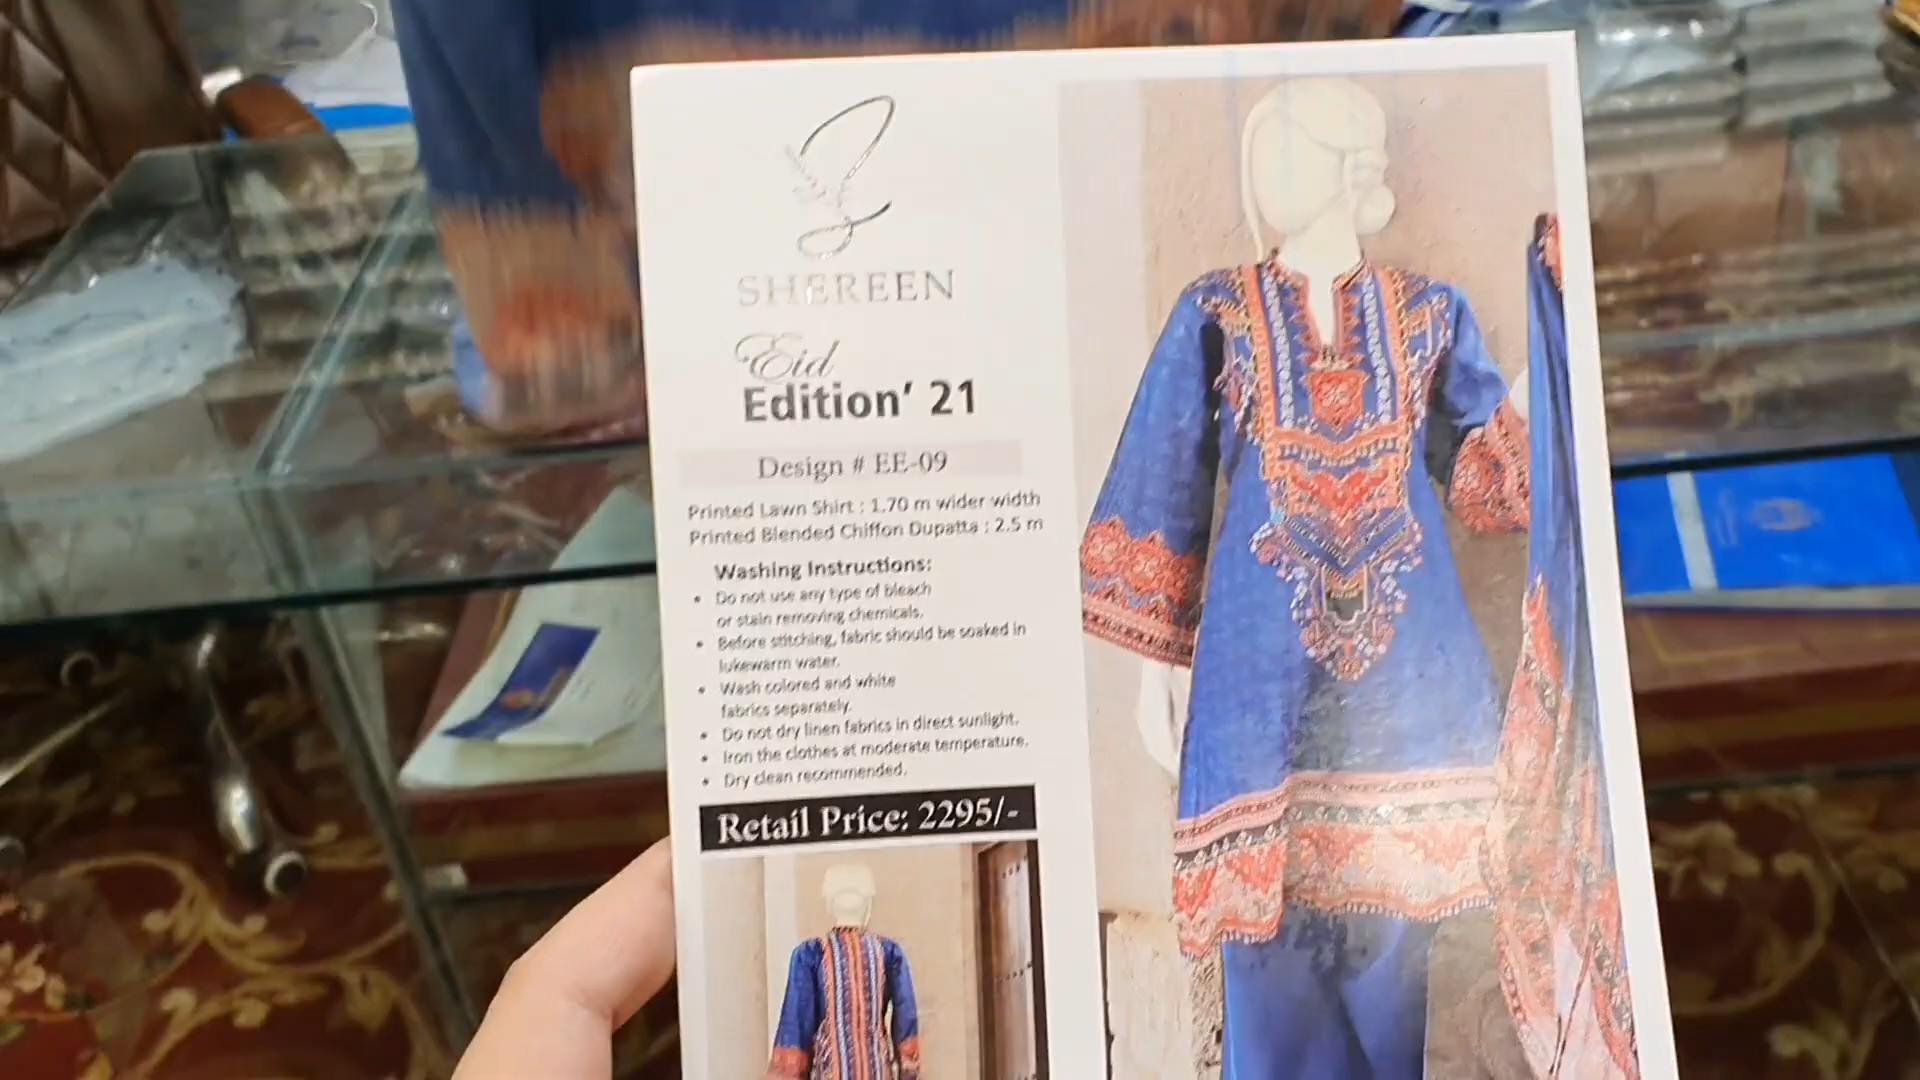 SHEREEN
Eid
Edition' 21
Design # EE-09
Printed Lawn Shirt : 1.70 m wider width
Printed Blended Chiffon Dupatta : 2.5 m
Washing Instructions:
• Do not use any type of bleach
or stain removing chemicals.
• Before stitching, fabric should be soaked in
lukewarm water.
• Wash colored and white
fabrics separately.
• Do not dry linen fabrics in direct sunlight.
• Iron the clothes at moderate temperature.
• Dry clean recommended.
Retail Price: 2295/-